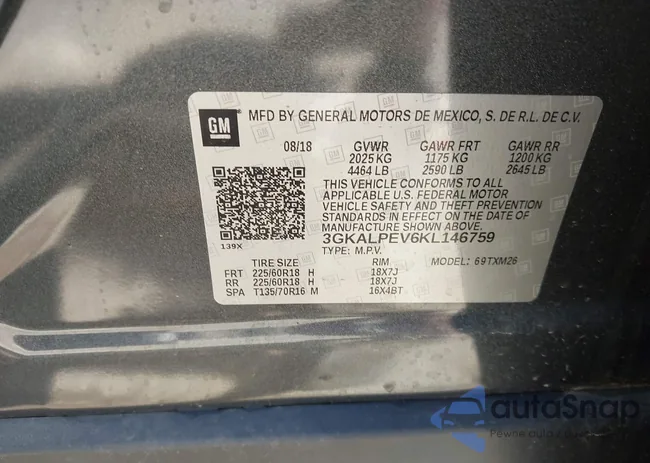 GM
MFD BY GENERAL MOTORS DE MEXICO, S. DE R.L. DE C.V.
08/18 GVWR GAWR FRT GAWR RR
2025 KG 1175 KG 1200 KG
4464 LB 2590 LB 2645 LB
THIS VEHICLE CONFORMS TO ALL
APPLICABLE U.S. FEDERAL MOTOR
VEHICLE SAFETY AND THEFT PREVENTION
STANDARDS IN EFFECT ON THE DATE OF
MANUFACTURE SHOWN ABOVE.
3GKALPEV6KL146759
139X
TYPE: M.P.V. MODEL: 69TXM26
TIRE SIZE RIM
FRT 225/60R18 H 18X7J
RR 225/60R18 H 18X7J
SPA T135/70R16 M 16X4BT
autoSnap
Pewne auta z